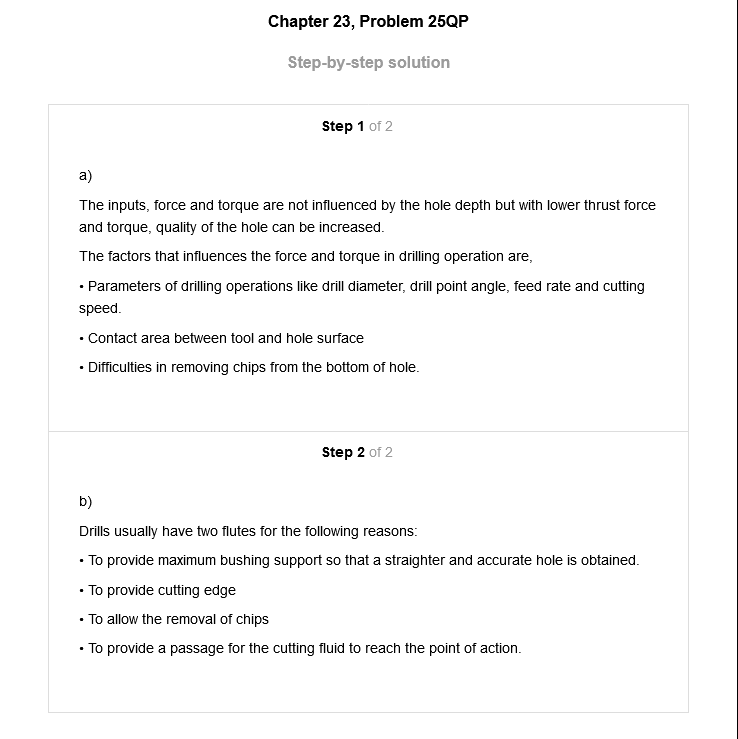 Chapter 23, Problem 25QP
Step-by-step solution
Step 1 of 2
a)
The inputs, force and torque are not influenced by the hole depth but with lower thrust force
and torque, quality of the hole can be increased.
The factors that influences the force and torque in drilling operation are,
• Parameters of drilling operations like drill diameter, drill point angle, feed rate and cutting
speed.
• Contact area between tool and hole surface
• Difficulties in removing chips from the bottom of hole.
Step 2 of 2
b)
Drills usually have two flutes for the following reasons:
• To provide maximum bushing support so that a straighter and accurate hole is obtained.
• To provide cutting edge
• To allow the removal of chips
• To provide a passage for the cutting fluid to reach the point of action.